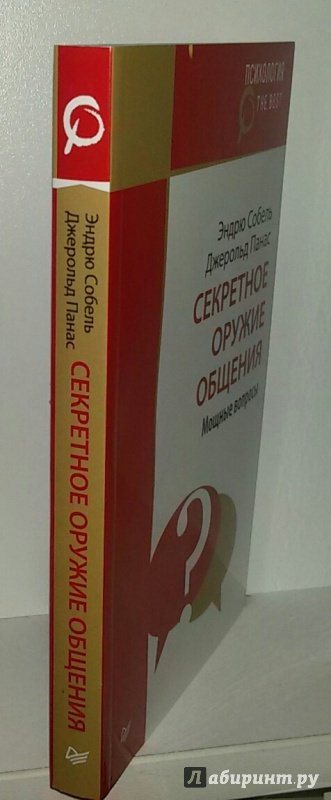 Эндрю Собель
Джерольд Панас
СЕКРЕТНОЕ ОРУЖИЕ ОБЩЕНИЯ
ПСИХОЛОГИЯ
THE BEST
Эндрю Собель
Джерольд Панас
СЕКРЕТНОЕ
ОРУЖИЕ
ОБЩЕНИЯ
Мощные вопросы
?
Лабиринт.ру